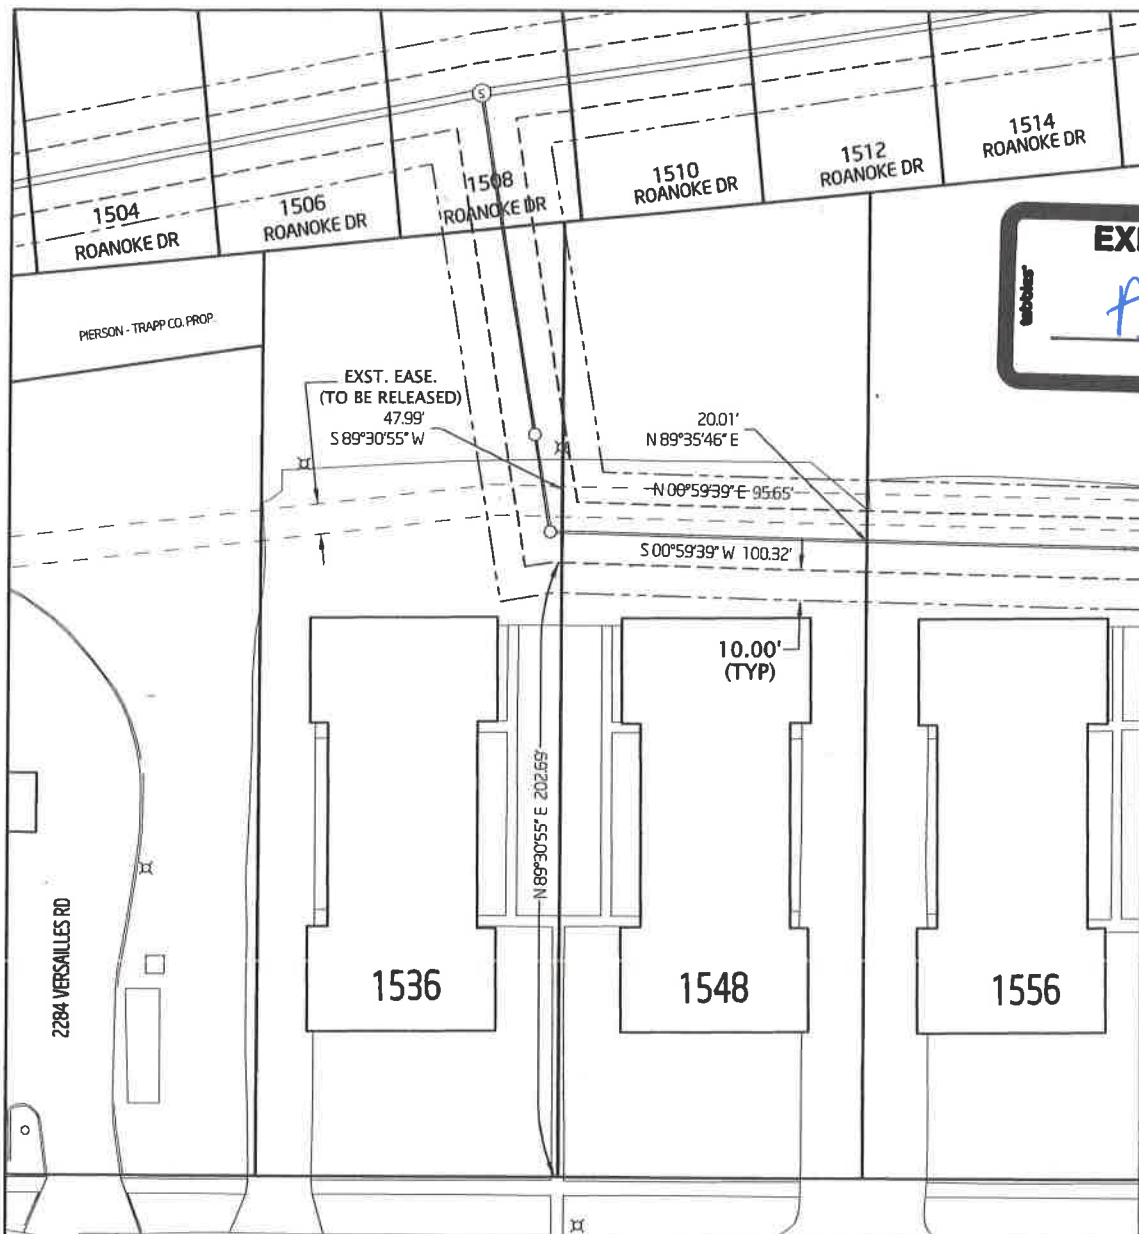 S
1504
ROANOKE DR
1506
ROANOKE DR
1508
ROANOKE DR
1510
ROANOKE DR
1512
ROANOKE DR
1514
ROANOKE DR
tabbies'
PIERSON - TRAPP CO. PROP.
EXST. EASE.
(TO BE RELEASED)
47.99'
S 89°30'55" W
20.01'
N 89°35'46" E
N 00°59'39" E 95.65'
S 00°59'39" W 100.32'
10.00'
(TYP)
N 89°30'55" E 202.69'
2284 VERSAILLES RD
1536
1548
1556